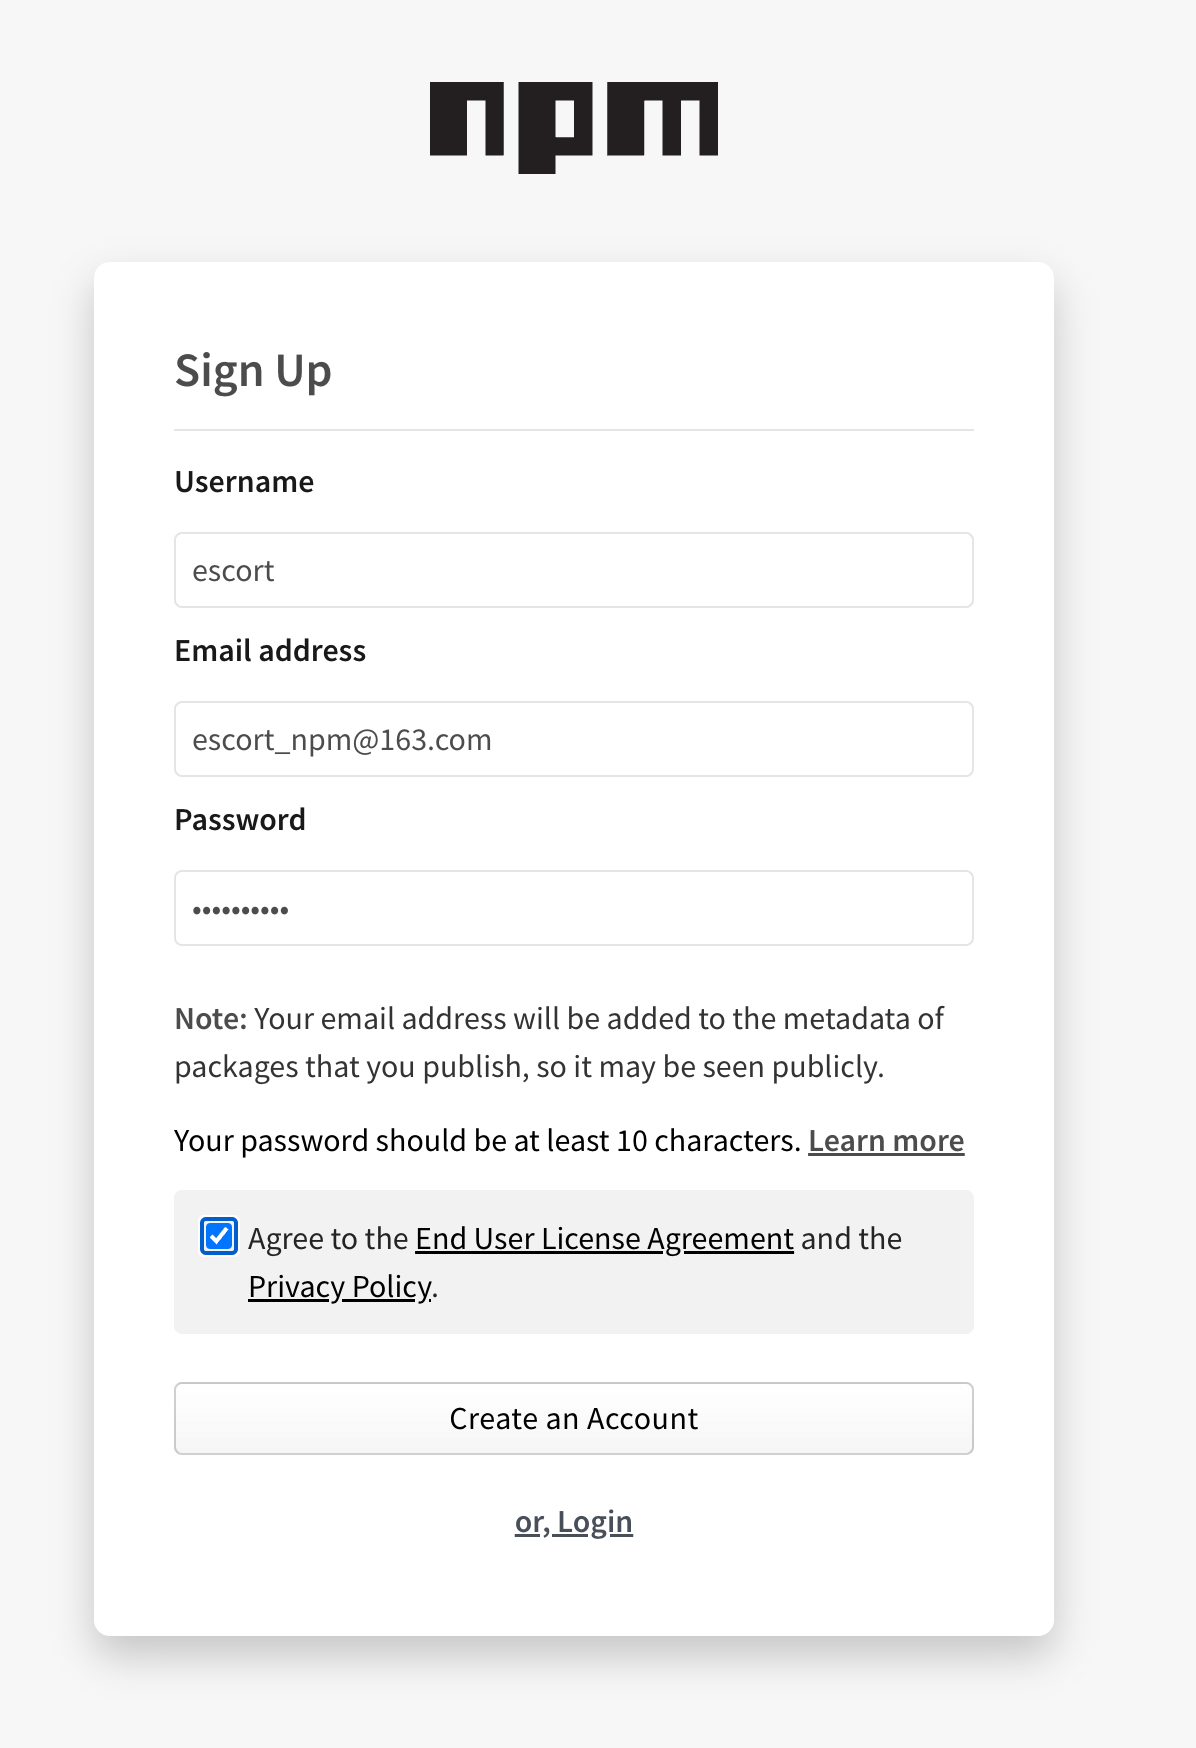 npm
Sign Up
Username
escort
Email address
escort_npm@163.com
Password
••••••••••
Note: Your email address will be added to the metadata of
packages that you publish, so it may be seen publicly.
Your password should be at least 10 characters. Learn more
Agree to the End User License Agreement and the
Privacy Policy.
Create an Account
or, Login